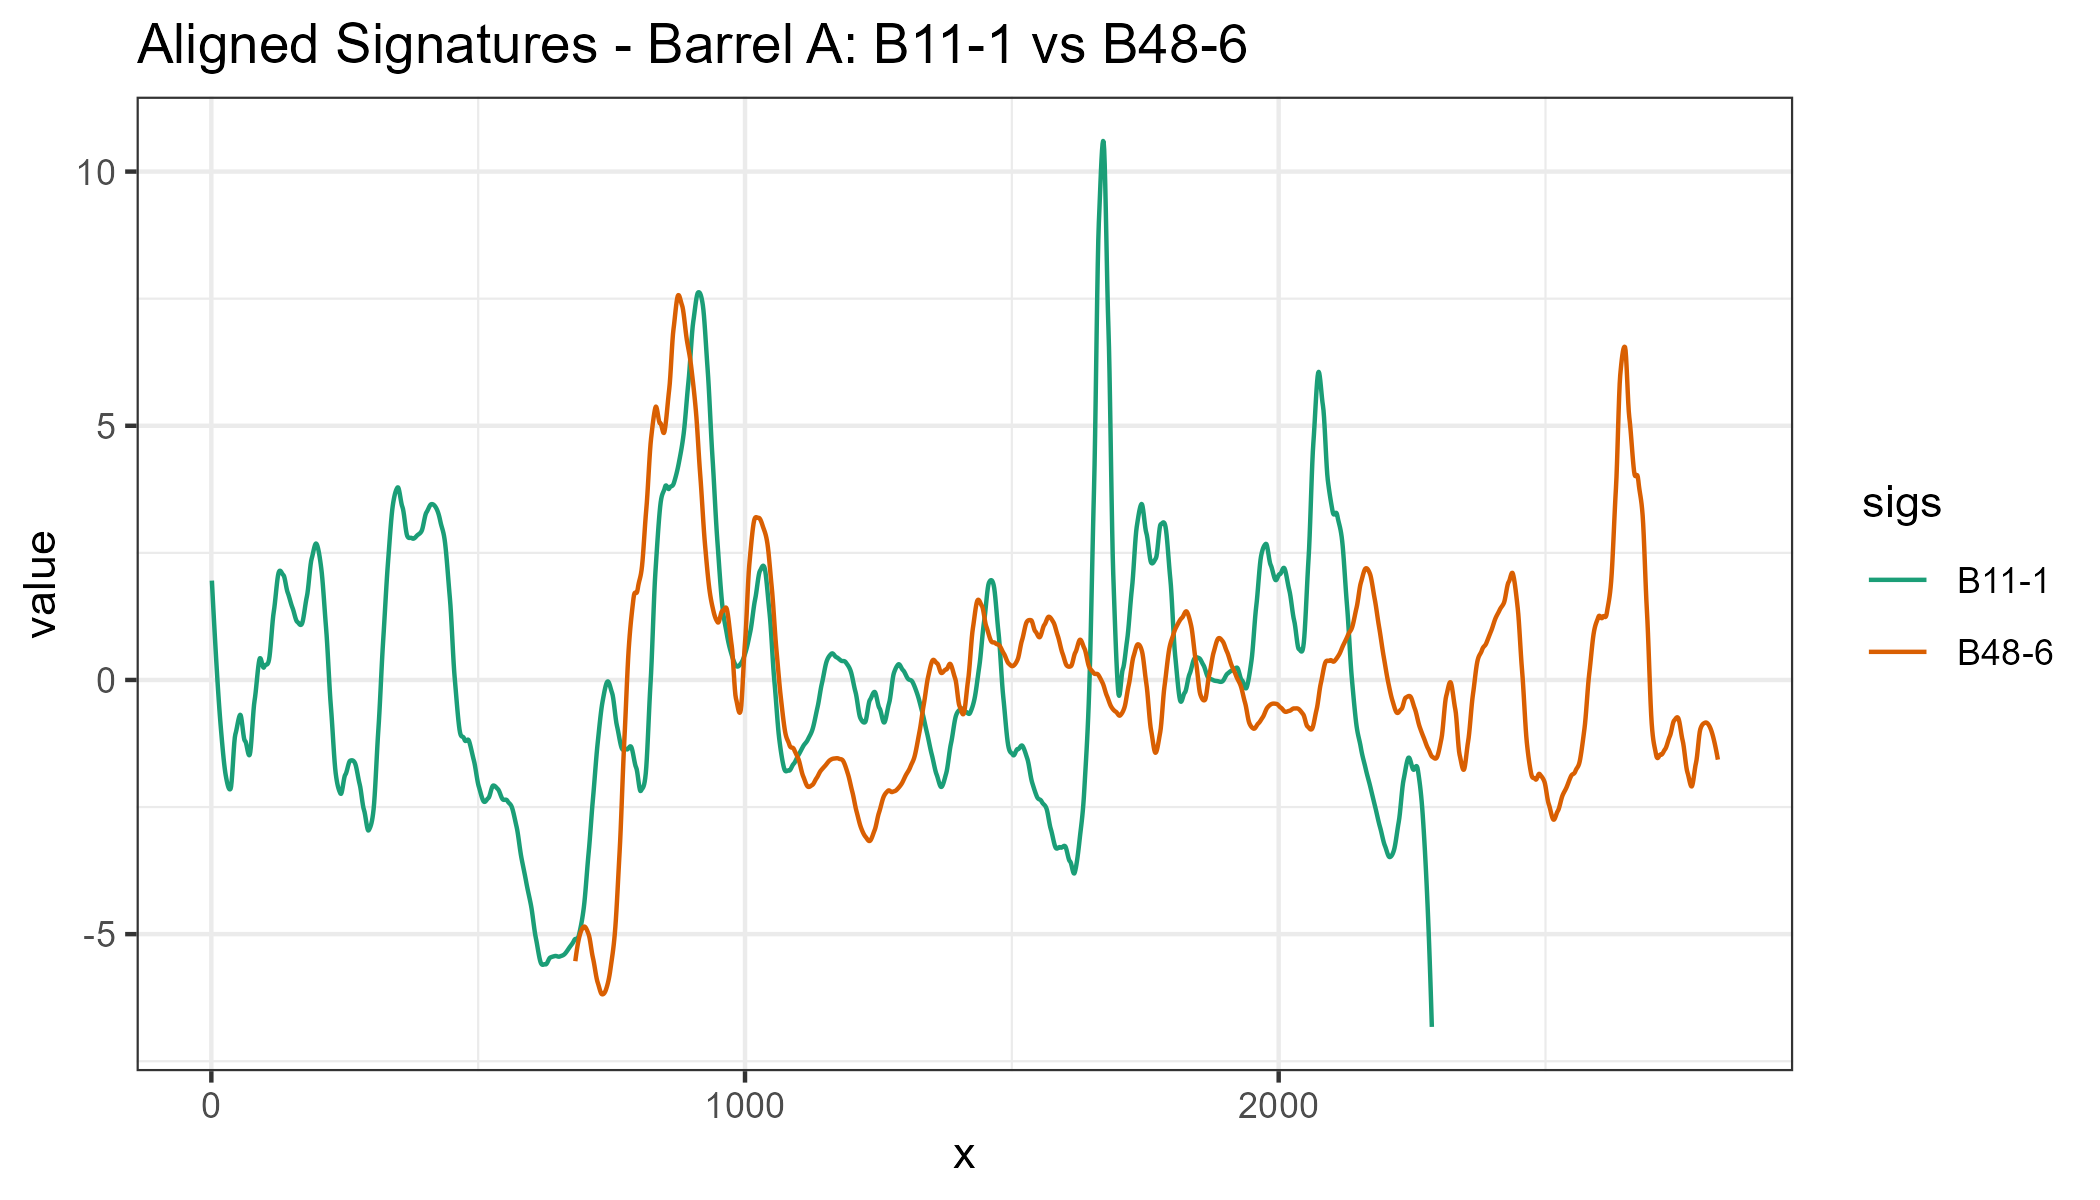 Aligned Signatures - Barrel A: B11-1 vs B48-6
10
5
0
-5
value
0 1000 2000
x
sigs
B11-1
B48-6